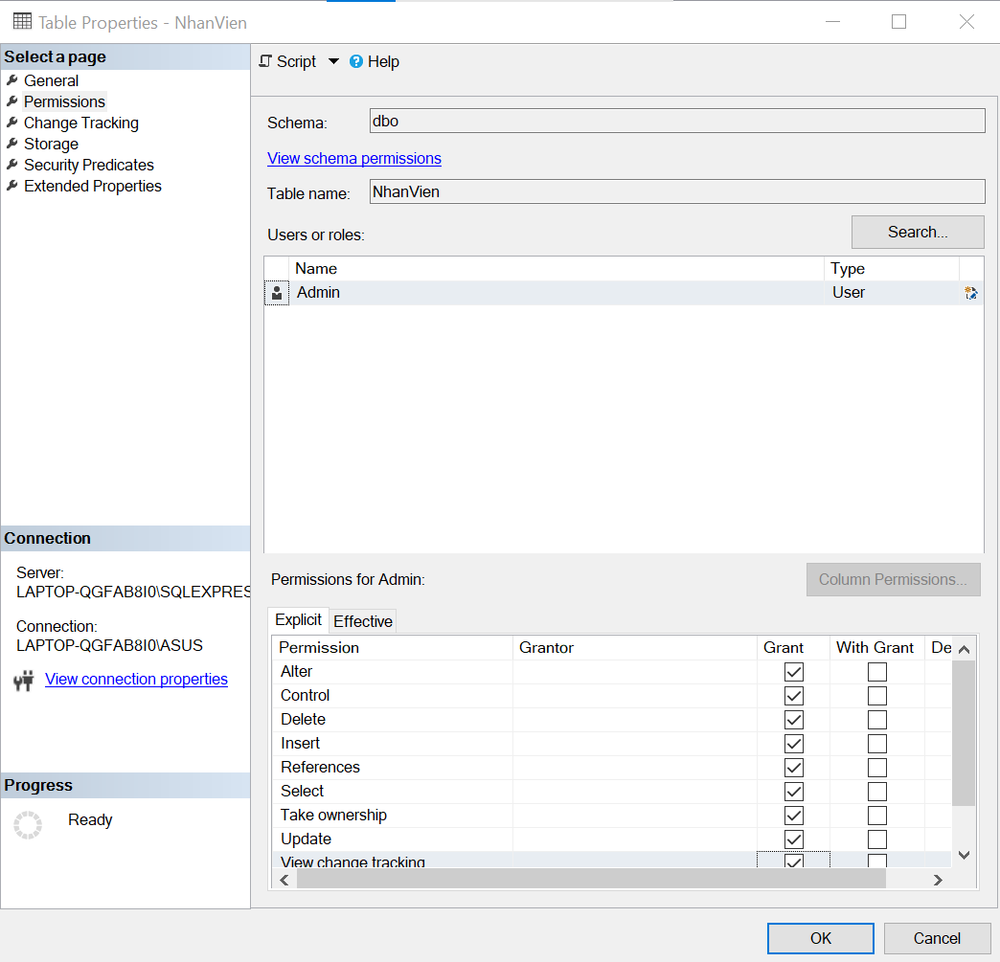 Table Properties - NhanVien
Select a page
General
Permissions
Change Tracking
Storage
Security Predicates
Extended Properties
Connection
Server:
LAPTOP-QGFAB8I0\SQLEXPRES
Connection:
LAPTOP-QGFAB8I0\ASUS
View connection properties
Progress
Ready
Script Help
Schema: dbo
View schema permissions
Table name: NhanVien
Users or roles: Search...
Name Type
Admin User
Permissions for Admin: Column Permissions...
Explicit Effective
Permission Grantor Grant With Grant De
Alter
Control
Delete
Insert
References
Select
Take ownership
Update
View change tracking
OK Cancel